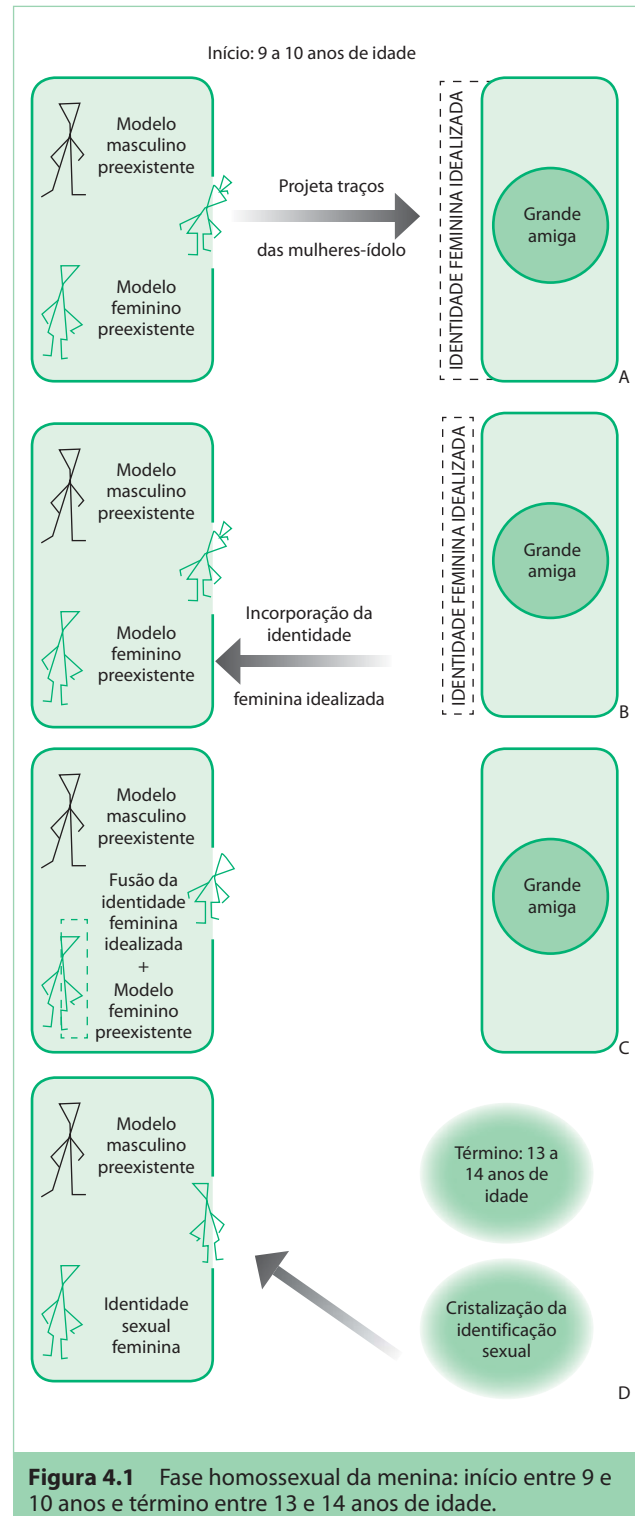 Início: 9 a 10 anos de idade
Modelo
masculino
preexistente
Projeta traços
das mulheres-ídolo
Modelo
feminino
preexistente
IDENTIDADE FEMININA IDEALIZADA
Grande
amiga
A
Modelo
masculino
preexistente
Modelo
feminino
preexistente
Incorporação da
identidade
feminina idealizada
IDENTIDADE FEMININA IDEALIZADA
Grande
amiga
B
Modelo
masculino
preexistente
Fusão da
identidade
feminina
idealizada
+
Modelo
feminino
preexistente
Grande
amiga
C
Modelo
masculino
preexistente
Identidade
sexual
feminina
Término: 13 a
14 anos de
idade
Cristalização da
identificação
sexual
D
Figura 4.1 Fase homossexual da menina: início entre 9 e
10 anos e término entre 13 e 14 anos de idade.